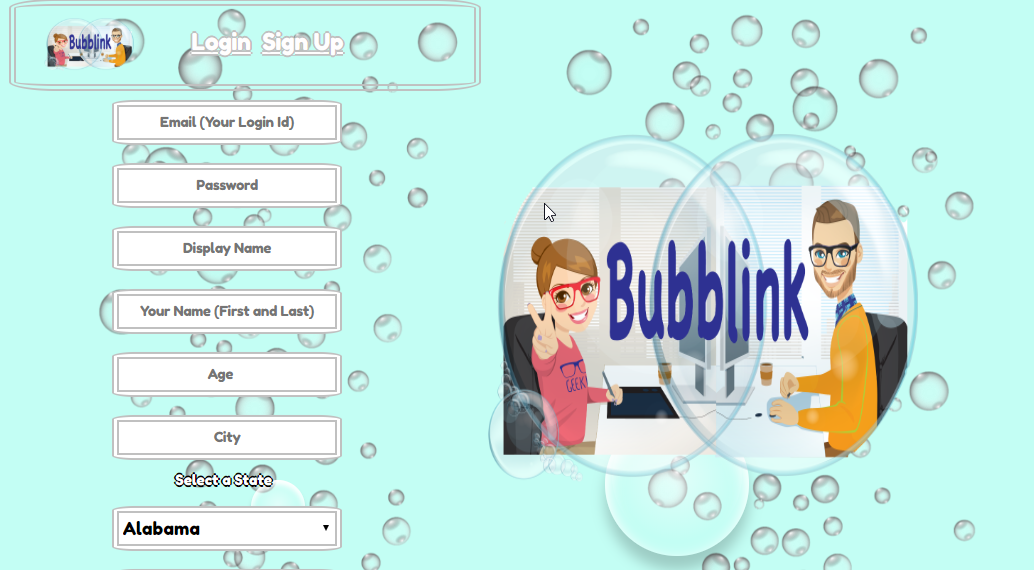 Bubblink
Login Sign Up
Email (Your Login Id)
Password
Display Name
Your Name (First and Last)
Age
City
Select a State
Alabama
Bubblink
GEEK